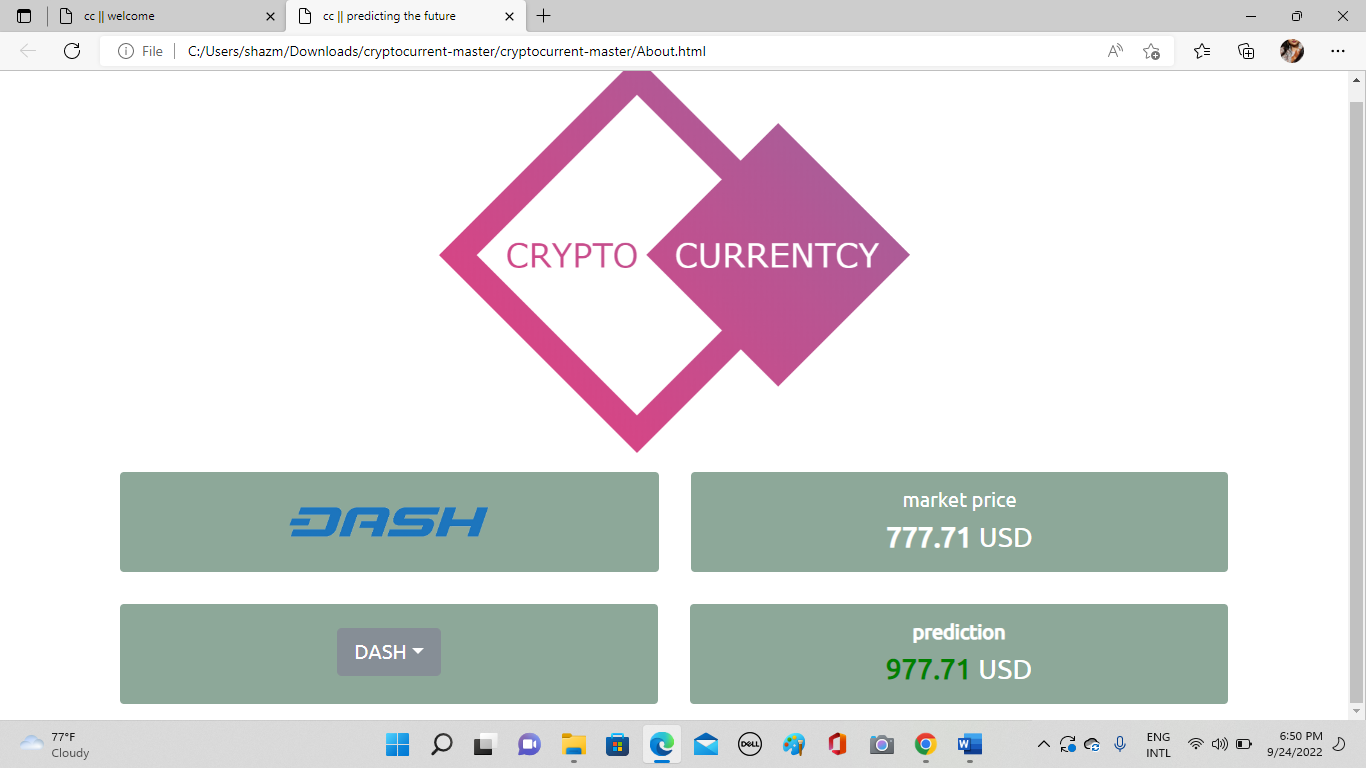 cc || welcome
cc || predicting the future
File
C:/Users/shazm/Downloads/cryptocurrent-master/cryptocurrent-master/About.html
CRYPTO CURRENTCY
DASH
market price
777.71 USD
DASH
prediction
977.71 USD
77°F
Cloudy
DELL
ENG
INTL
6:50 PM
9/24/2022